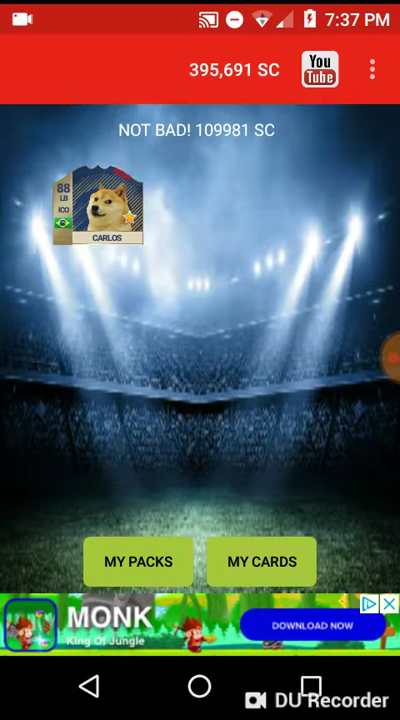 7:37 PM
395,691 SC
You
Tube
NOT BAD! 109981 SC
88
LB
ICO
CARLOS
MY PACKS
MY CARDS
MONK
King Of Jungle
DOWNLOAD NOW
DU Recorder